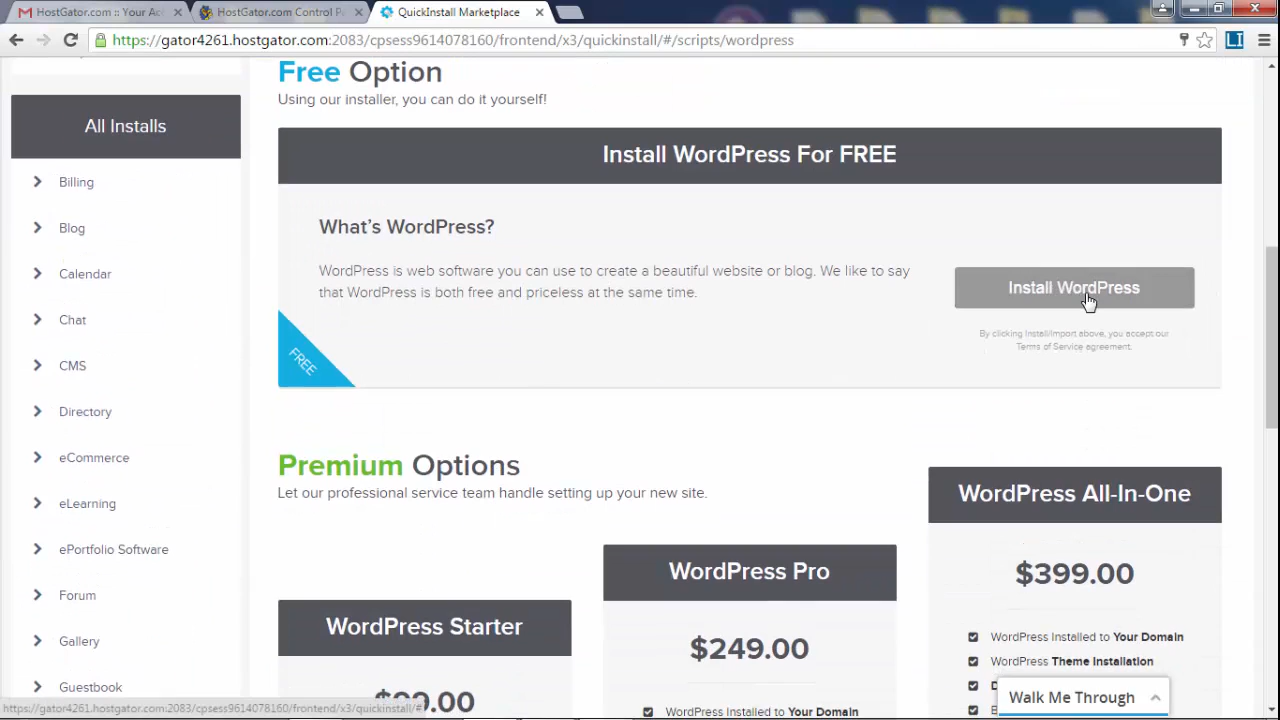 HostGator.com :: Your Ac
HostGator.com Control P
QuickInstall Marketplace
https://gator4261.hostgator.com:2083/cpsess9614078160/frontend/x3/quickinstall/#/scripts/wordpress
LI
Free Option
Using our installer, you can do it yourself!
All Installs
Billing
Blog
Calendar
Chat
CMS
Directory
eCommerce
eLearning
ePortfolio Software
Forum
Gallery
Guestbook
Install WordPress For FREE
What's WordPress?
WordPress is web software you can use to create a beautiful website or blog. We like to say
that WordPress is both free and priceless at the same time.
FREE
Install WordPress
By clicking Install/Import above, you accept our
Terms of Service agreement.
Premium Options
Let our professional service team handle setting up your new site.
WordPress Starter
$99.00
WordPress Pro
$249.00
WordPress Installed to Your Domain
WordPress All-In-One
$399.00
WordPress Installed to Your Domain
WordPress Theme Installation
Walk Me Through
https://gator4261.hostgator.com:2083/cpsess9614078160/frontend/x3/quickinstall/#